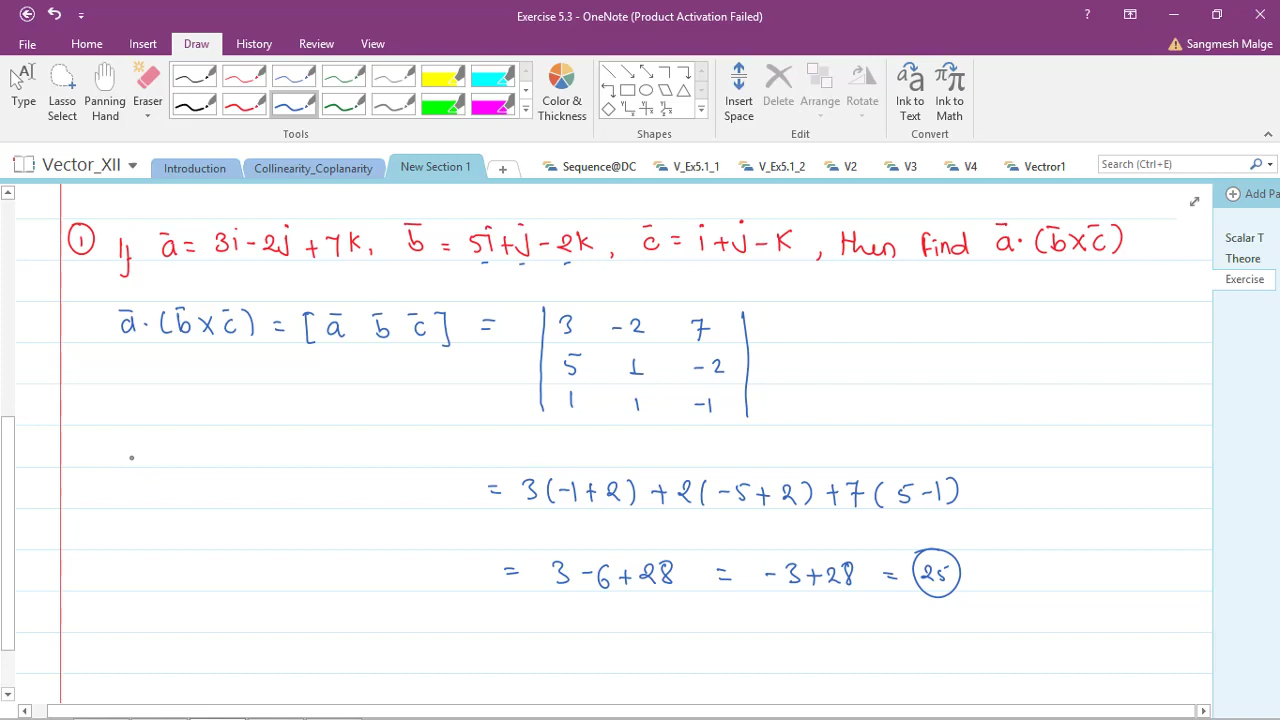 Exercise 5.3 - OneNote (Product Activation Failed)
File Home Insert Draw History Review View Sangmesh Malge
Type Lasso Select Panning Hand Eraser Color & Thickness Insert Space Delete Arrange Rotate Ink to Text Ink to Math
Tools Shapes Edit Convert
Vector_XII Introduction Collinearity_Coplanarity New Section 1 Sequence@DC V_Ex5.1_1 V_Ex5.1_2 V2 V3 V4 Vector1 Search (Ctrl+E)
Add Pa
Scalar T
Theore
Exercise
① If a̅ = 3i - 2j + 7k, b̅ = 5i + j - 2k, c̅ = i + j - k, then find a̅·(b̅×c̅)
a̅·(b̅×c̅) = [a̅ b̅ c̅] = | 3 -2 7 |
| 5 1 -2 |
| 1 1 -1 |
= 3(-1+2) + 2(-5+2) + 7(5-1)
= 3 - 6 + 28 = -3 + 28 = 25